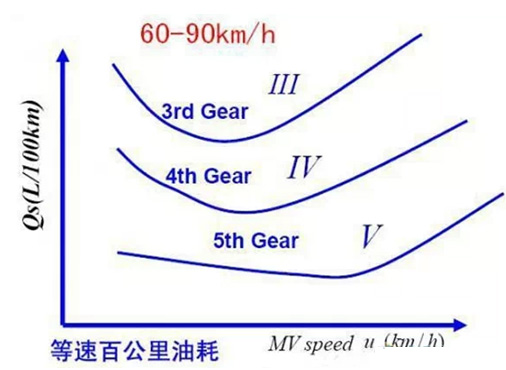 60-90km/h
III
3rd Gear
IV
4th Gear
V
5th Gear
Qs(L/100km)
等速百公里油耗
MV speed u (km/h)